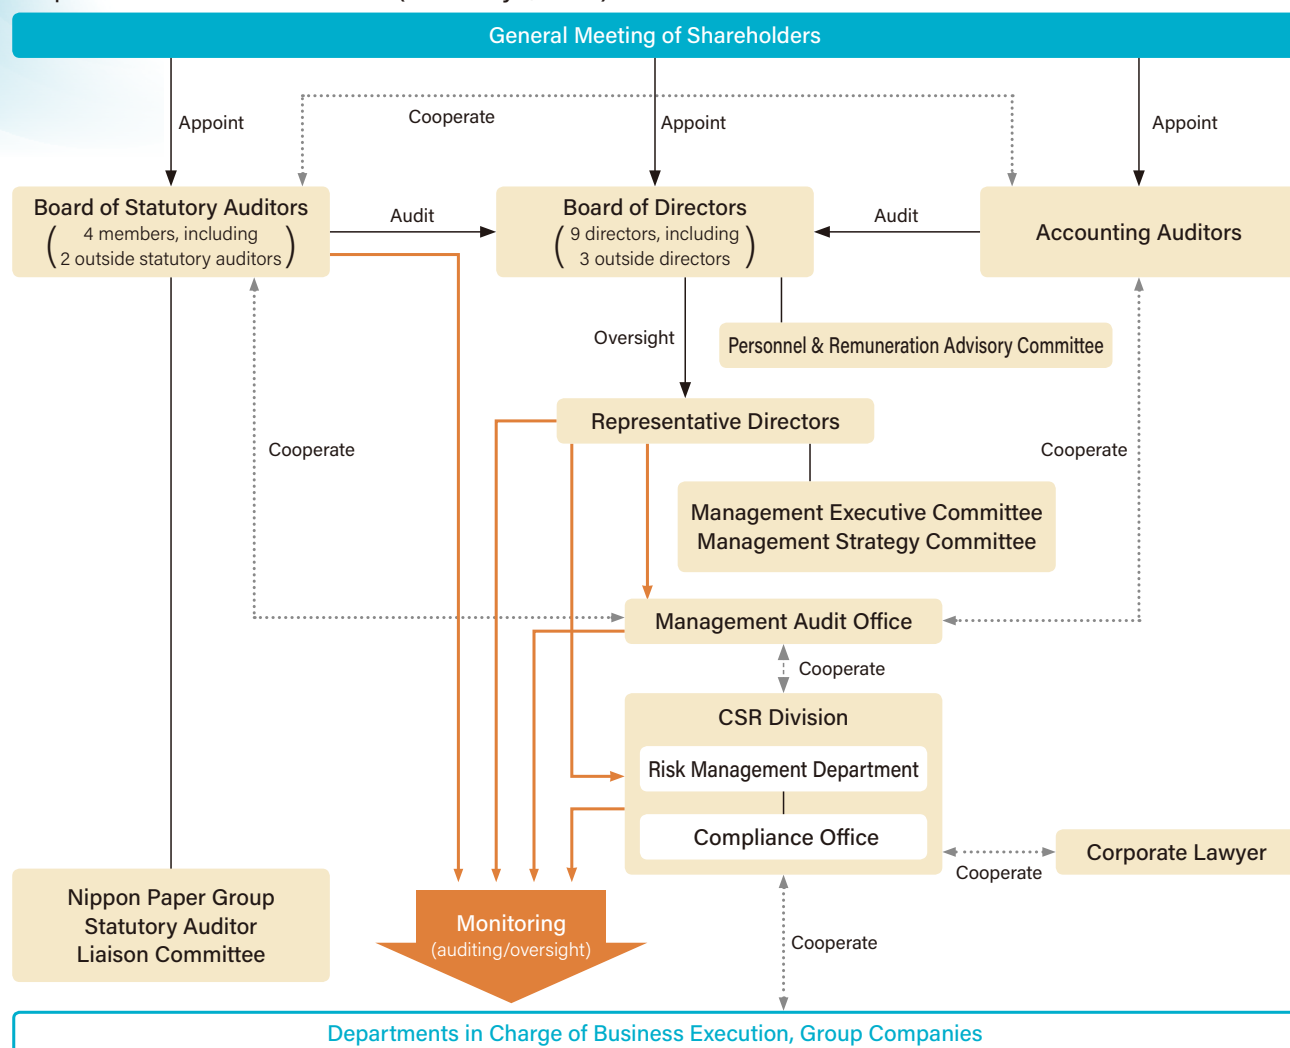 General Meeting of Shareholders
Appoint
Cooperate
Appoint
Appoint
Board of Statutory Auditors
(4 members, including
2 outside statutory auditors)
Audit
Board of Directors
(9 directors, including
3 outside directors)
Audit
Accounting Auditors
Oversight
Personnel & Remuneration Advisory Committee
Representative Directors
Cooperate
Cooperate
Management Executive Committee
Management Strategy Committee
Management Audit Office
Cooperate
CSR Division
Risk Management Department
Compliance Office
Corporate Lawyer
Cooperate
Nippon Paper Group
Statutory Auditor
Liaison Committee
Monitoring
(auditing/oversight)
Cooperate
Departments in Charge of Business Execution, Group Companies